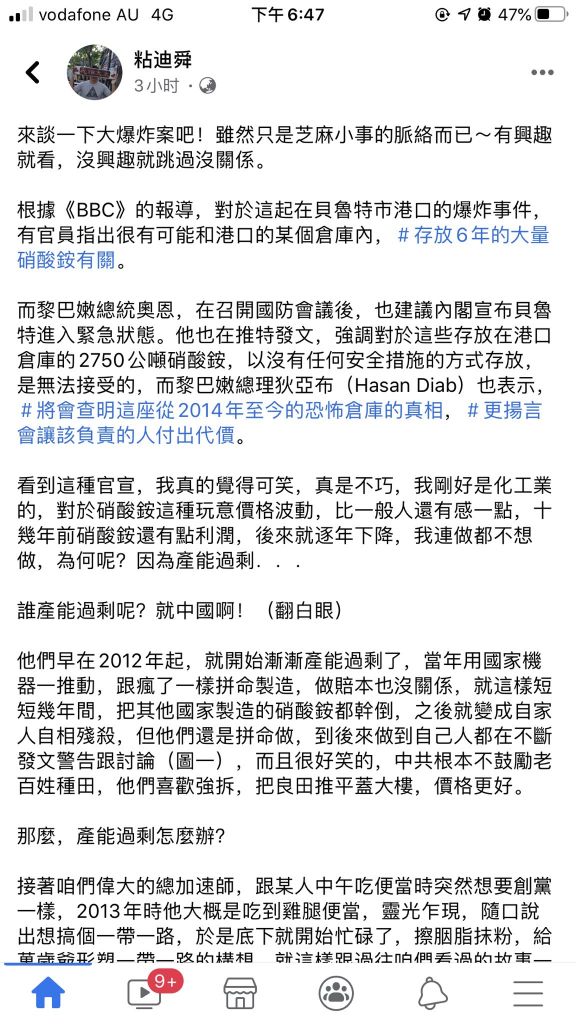 vodafone AU 4G 下午6:47 47%
粘迪舜
3小时 ·
來談一下大爆炸案吧！雖然只是芝麻小事的脈絡而已～有興趣
就看，沒興趣就跳過沒關係。
根據《BBC》的報導，對於這起在貝魯特市港口的爆炸事件，
有官員指出很有可能和港口的某個倉庫內，＃存放6年的大量
硝酸銨有關。
而黎巴嫩總統奧恩，在召開國防會議後，也建議內閣宣布貝魯
特進入緊急狀態。他也在推特發文，強調對於這些存放在港口
倉庫的2750公噸硝酸銨，以沒有任何安全措施的方式存放，
是無法接受的，而黎巴嫩總理狄亞布（Hasan Diab）也表示，
＃將會查明這座從2014年至今的恐怖倉庫的真相，＃更揚言
會讓該負責的人付出代價。
看到這種官宣，我真的覺得可笑，真是不巧，我剛好是化工業
的，對於硝酸銨這種玩意價格波動，比一般人還有感一點，十
幾年前硝酸銨還有點利潤，後來就逐年下降，我連做都不想
做，為何呢？因為產能過剩．．．
誰產能過剩呢？就中國啊！（翻白眼）
他們早在2012年起，就開始漸漸產能過剩了，當年用國家機
器一推動，跟瘋了一樣拼命製造，做賠本也沒關係，就這樣短
短幾年間，把其他國家製造的硝酸銨都幹倒，之後就變成自家
人自相殘殺，但他們還是拼命做，到後來做到自己人都在不斷
發文警告跟討論（圖一），而且很好笑的，中共根本不鼓勵老
百姓種田，他們喜歡強拆，把良田推平蓋大樓，價格更好。
那麼，產能過剩怎麼辦？
接著咱們偉大的總加速師，跟某人中午吃便當時突然想要創黨
一樣，2013年時他大概是吃到雞腿便當，靈光乍現，隨口說
出想搞個一帶一路，於是底下就開始忙碌了，擦胭脂抹粉，給
萬歲爺形塑一帶一路的構想，就這樣跟過往咱們看過的故事一
9+